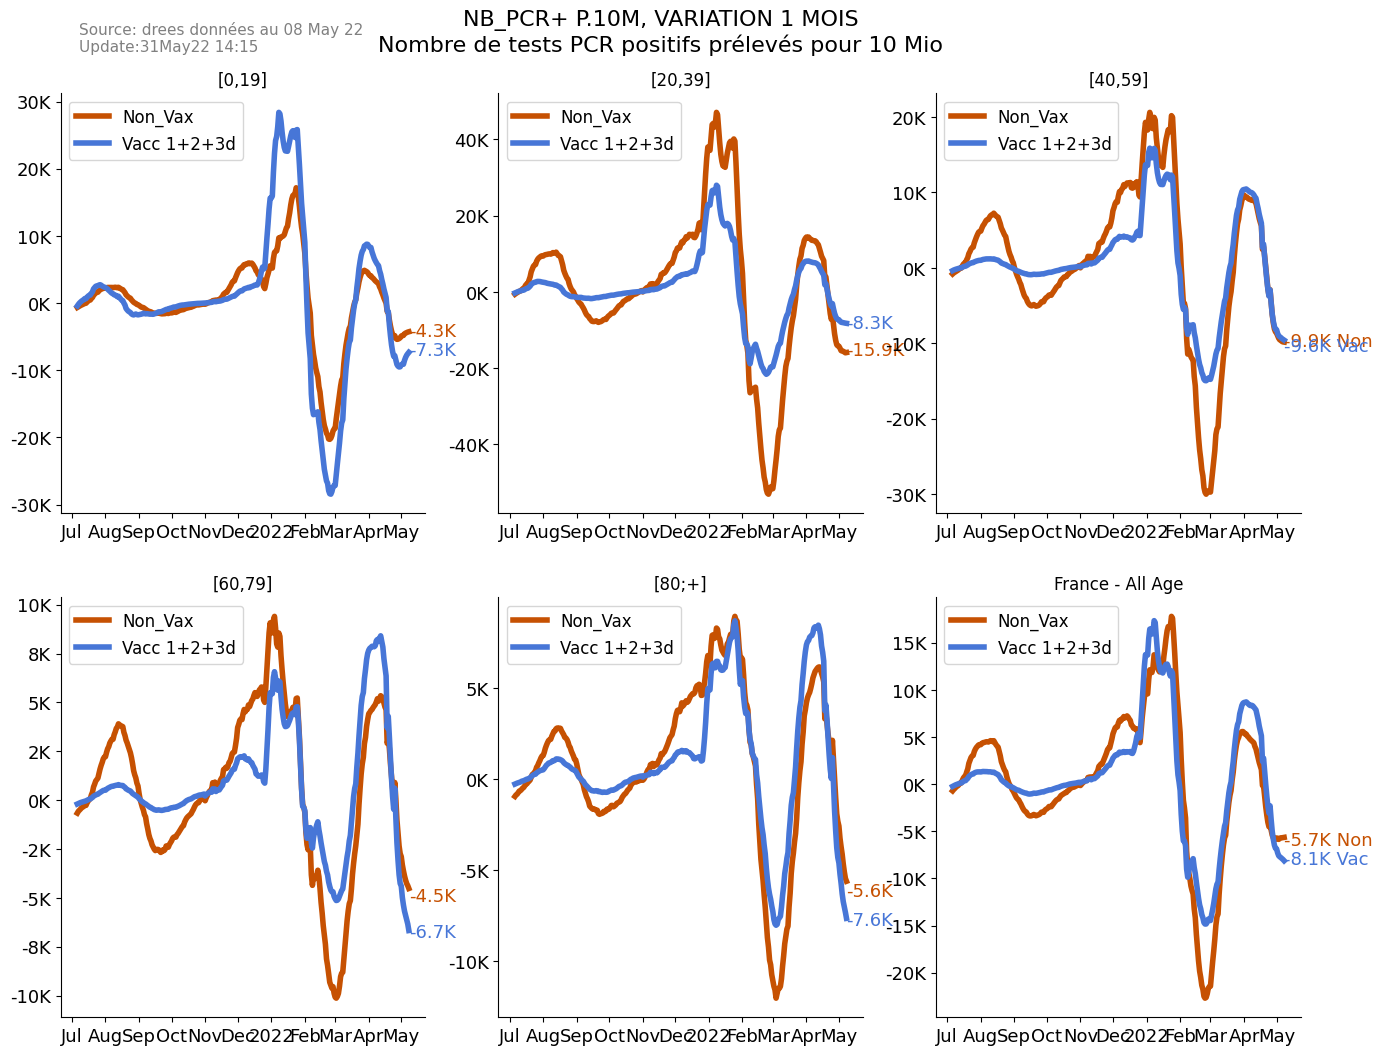 NB_PCR+ P.10M, VARIATION 1 MOIS
Nombre de tests PCR positifs prélevés pour 10 Mio
Source: drees données au 08 May 22
Update:31May22 14:15
[0,19]
Non_Vax
Vacc 1+2+3d
30K
20K
10K
0K
-10K
-20K
-30K
-4.3K
-7.3K
Jul Aug Sep Oct Nov Dec 2022 Feb Mar Apr May
[20,39]
Non_Vax
Vacc 1+2+3d
40K
20K
0K
-20K
-40K
-8.3K
-15.9K
Jul Aug Sep Oct Nov Dec 2022 Feb Mar Apr May
[40,59]
Non_Vax
Vacc 1+2+3d
20K
10K
0K
-10K
-20K
-30K
-9.9K Non
-9.6K Vac
Jul Aug Sep Oct Nov Dec 2022 Feb Mar Apr May
[60,79]
Non_Vax
Vacc 1+2+3d
10K
8K
5K
2K
0K
-2K
-5K
-8K
-10K
-4.5K
-6.7K
Jul Aug Sep Oct Nov Dec 2022 Feb Mar Apr May
[80;+]
Non_Vax
Vacc 1+2+3d
5K
0K
-5K
-10K
-5.6K
-7.6K
Jul Aug Sep Oct Nov Dec 2022 Feb Mar Apr May
France - All Age
Non_Vax
Vacc 1+2+3d
15K
10K
5K
0K
-5K
-10K
-15K
-20K
-5.7K Non
-8.1K Vac
Jul Aug Sep Oct Nov Dec 2022 Feb Mar Apr May